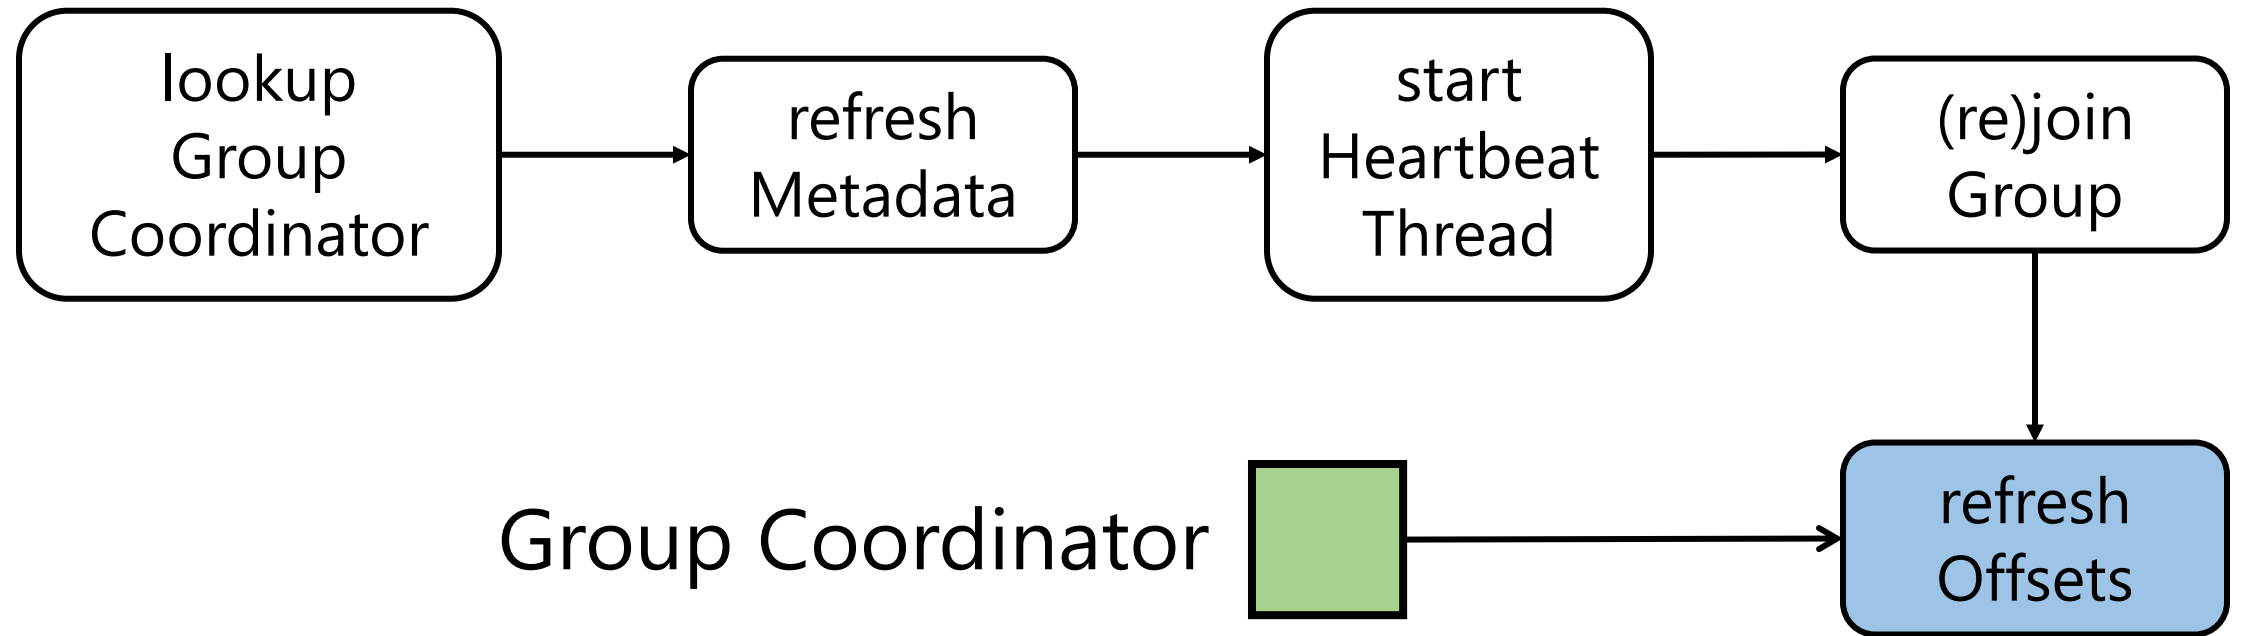 lookup
Group
Coordinator
refresh
Metadata
start
Heartbeat
Thread
(re)join
Group
Group Coordinator
refresh
Offsets